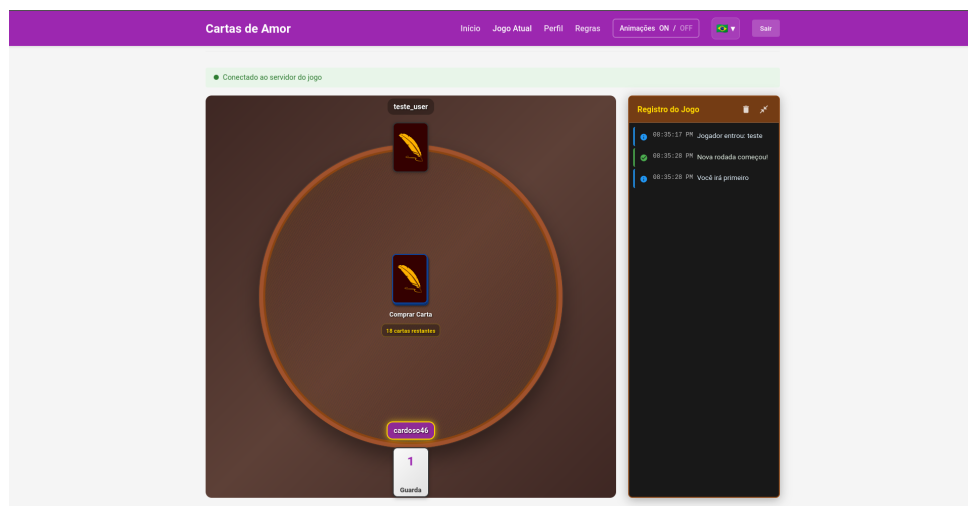 Cartas de Amor
Início Jogo Atual Perfil Regras Animações ON / OFF Sair
Conectado ao servidor do jogo
teste_user
Comprar Carta
18 cartas restantes
cardoso46
1
Guarda
Registro do Jogo
08:35:17 PM Jogador entrou: teste
08:35:28 PM Nova rodada começou!
08:35:28 PM Você irá primeiro